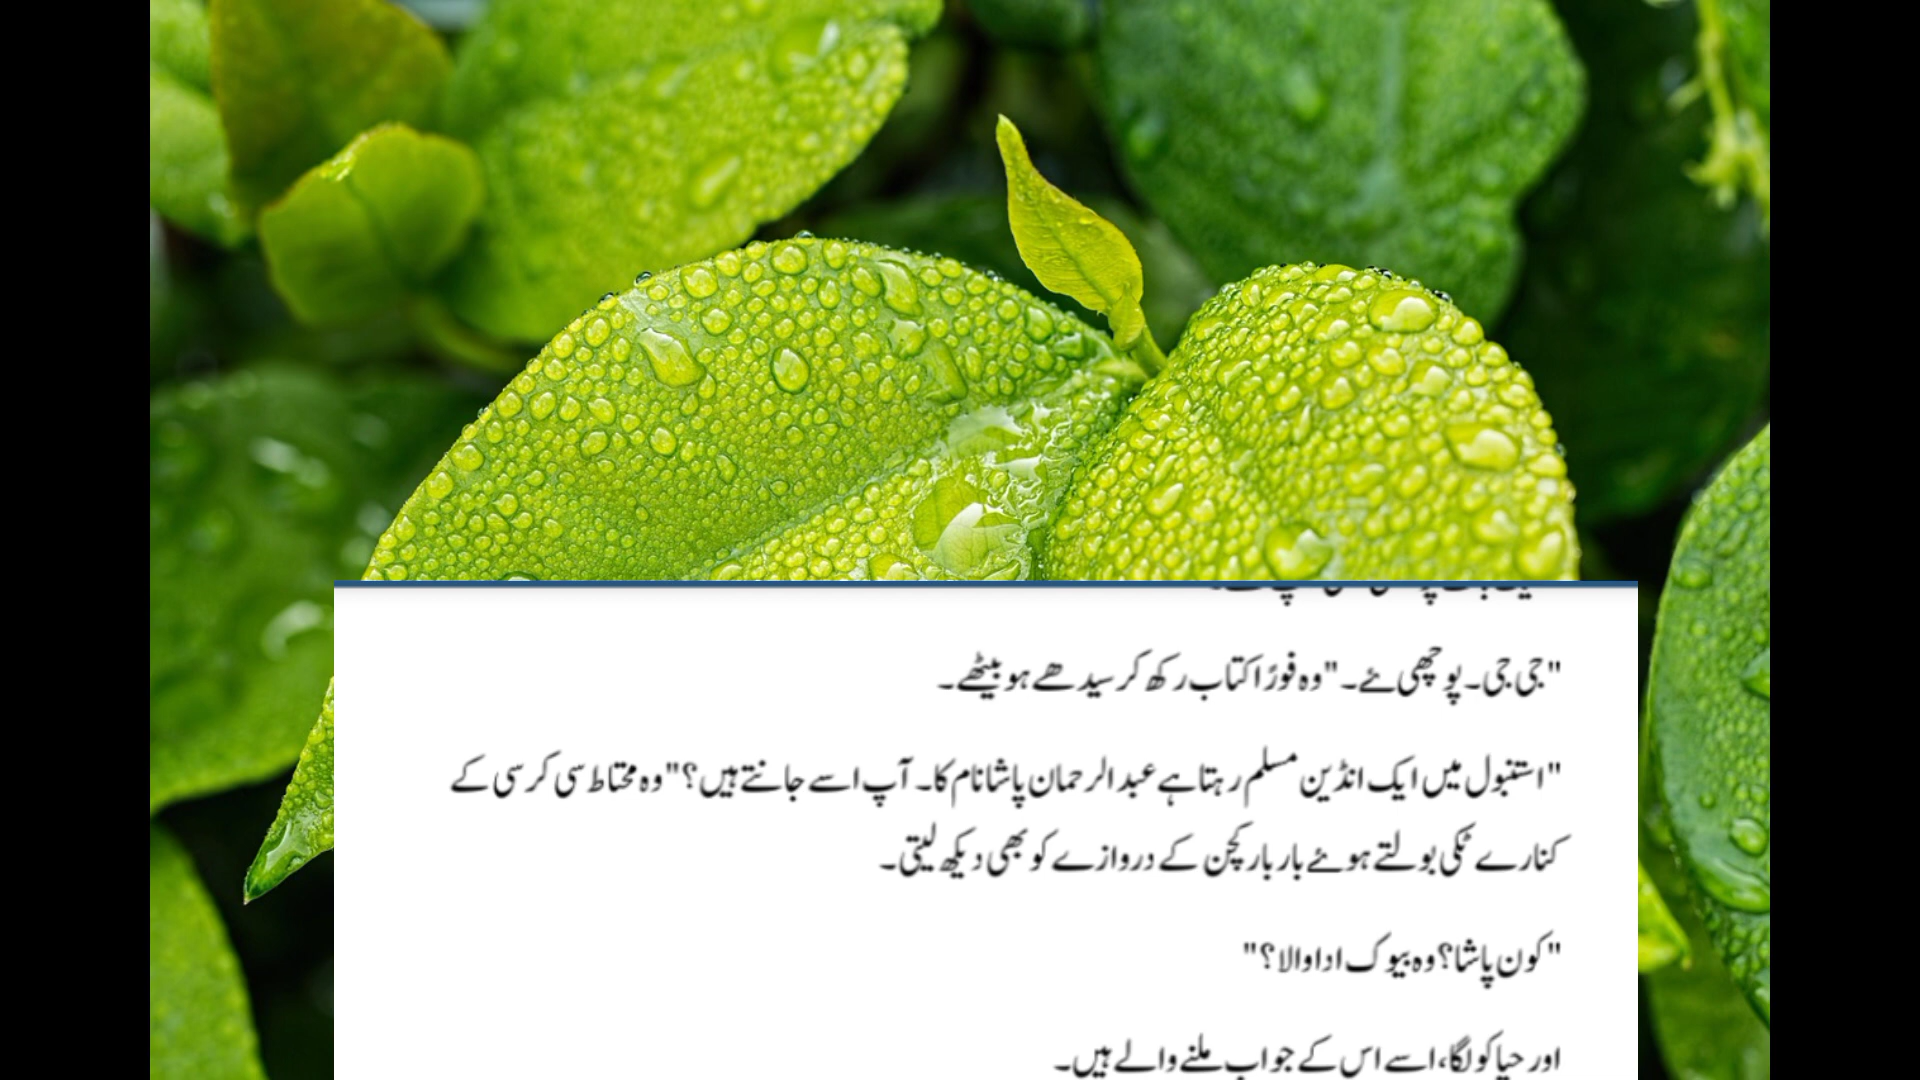 "جی جی۔ پوچھی ئے۔" وہ فورًا کتاب رکھ کر سیدھے ہو بیٹھے۔
"استنبول میں ایک انڈین مسلم رہتا ہے عبدالرحمان پاشا نام کا۔ آپ اسے جانتے ہیں؟" وہ محتاط سی کرسی کے
کنارے ٹکی بولتے ہوئے بار بار کچن کے دروازے کو بھی دیکھ لیتی۔
"کون پاشا؟ وہ بیوک ادا والا؟"
اور حیا کو لگا، اسے اس کے جواب ملنے والے ہیں۔